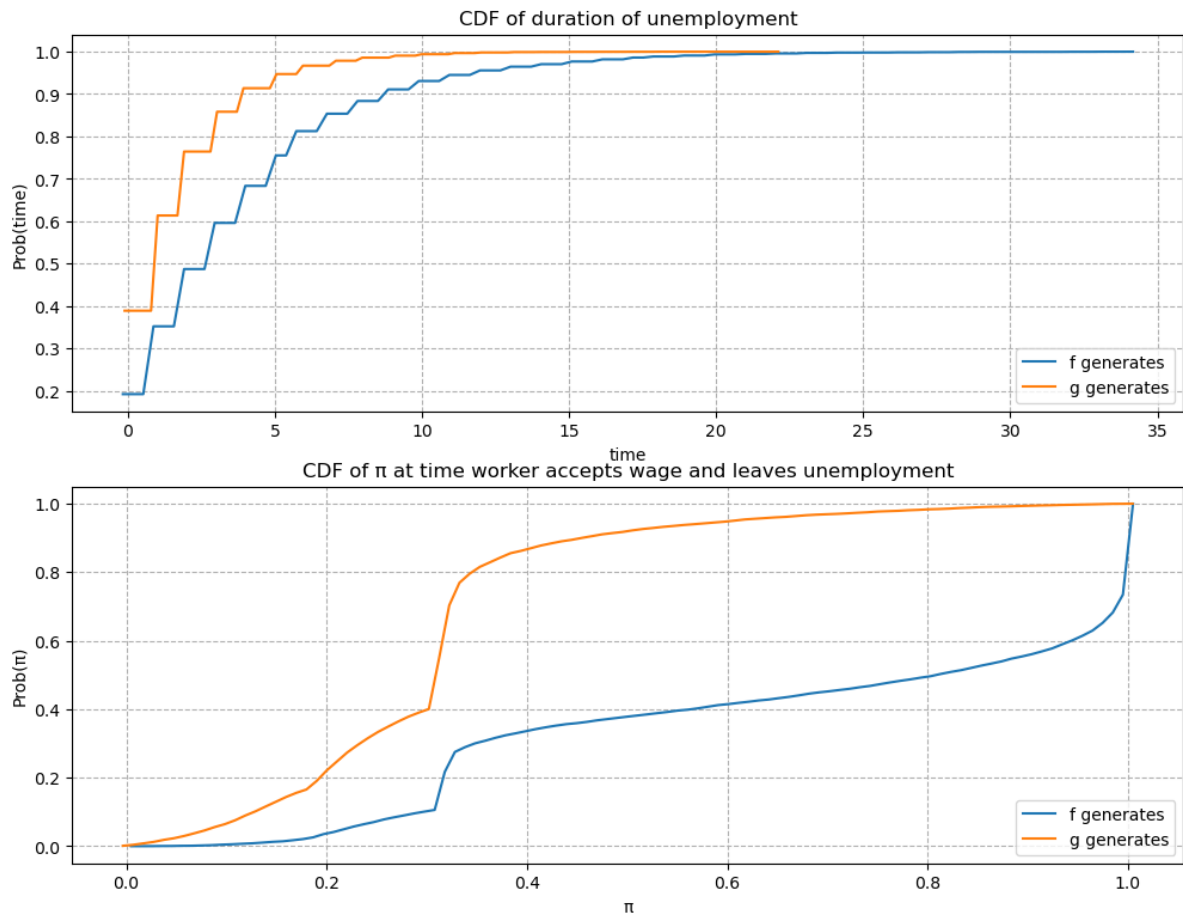 CDF of duration of unemployment
1.0
0.9
0.8
0.7
0.6
0.5
0.4
0.3
0.2
Prob(time)
f generates
g generates
0 5 10 15 20 25 30 35
time
CDF of π at time worker accepts wage and leaves unemployment
1.0
0.8
0.6
0.4
0.2
0.0
Prob(π)
f generates
g generates
0.0 0.2 0.4 0.6 0.8 1.0
π